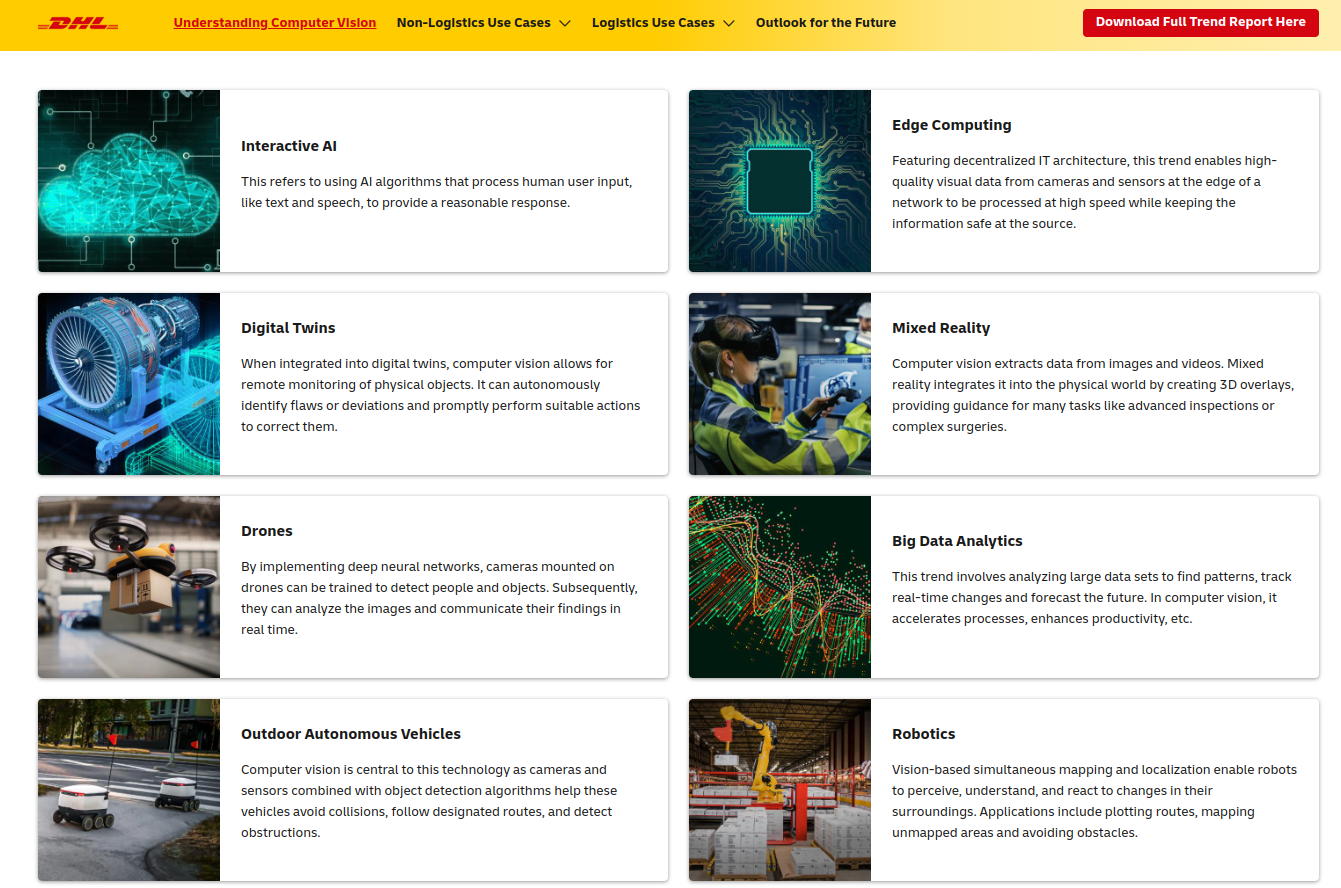 DHL
Understanding Computer Vision
Non-Logistics Use Cases
Logistics Use Cases
Outlook for the Future
Download Full Trend Report Here
Interactive AI
This refers to using AI algorithms that process human user input,
like text and speech, to provide a reasonable response.
Edge Computing
Featuring decentralized IT architecture, this trend enables high-
quality visual data from cameras and sensors at the edge of a
network to be processed at high speed while keeping the
information safe at the source.
Digital Twins
When integrated into digital twins, computer vision allows for
remote monitoring of physical objects. It can autonomously
identify flaws or deviations and promptly perform suitable actions
to correct them.
Mixed Reality
Computer vision extracts data from images and videos. Mixed
reality integrates it into the physical world by creating 3D overlays,
providing guidance for many tasks like advanced inspections or
complex surgeries.
Drones
By implementing deep neural networks, cameras mounted on
drones can be trained to detect people and objects. Subsequently,
they can analyze the images and communicate their findings in
real time.
Big Data Analytics
This trend involves analyzing large data sets to find patterns, track
real-time changes and forecast the future. In computer vision, it
accelerates processes, enhances productivity, etc.
Outdoor Autonomous Vehicles
Computer vision is central to this technology as cameras and
sensors combined with object detection algorithms help these
vehicles avoid collisions, follow designated routes, and detect
obstructions.
Robotics
Vision-based simultaneous mapping and localization enable robots
to perceive, understand, and react to changes in their
surroundings. Applications include plotting routes, mapping
unmapped areas and avoiding obstacles.